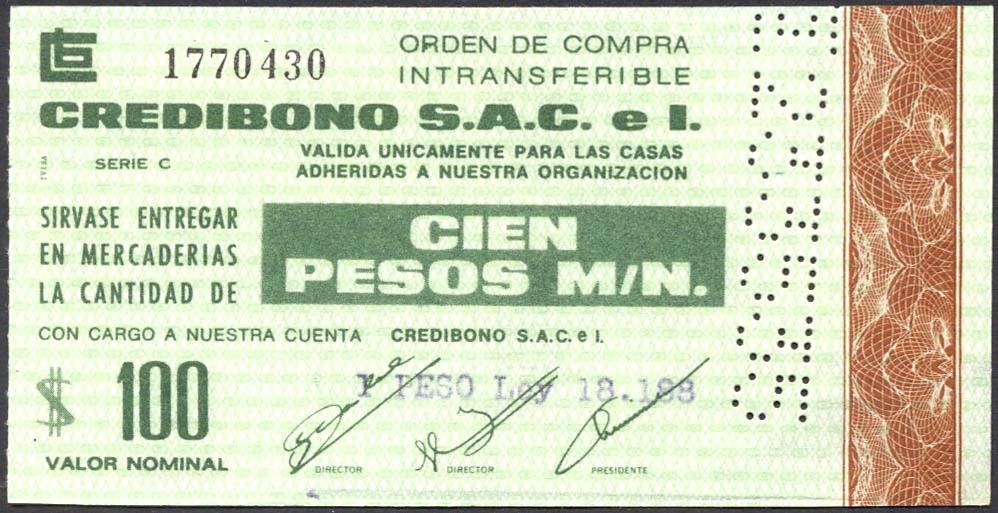 1770430
ORDEN DE COMPRA
INTRANSFERIBLE
CREDIBONO S.A.C. e I.
SERIE C
VALIDA UNICAMENTE PARA LAS CASAS
ADHERIDAS A NUESTRA ORGANIZACION
SIRVASE ENTREGAR
EN MERCADERIAS
LA CANTIDAD DE
CIEN
PESOS M/N.
CON CARGO A NUESTRA CUENTA CREDIBONO S.A.C. e I.
$ 100
VALOR NOMINAL
1 PESO Ley 18.188
DIRECTOR DIRECTOR PRESIDENTE